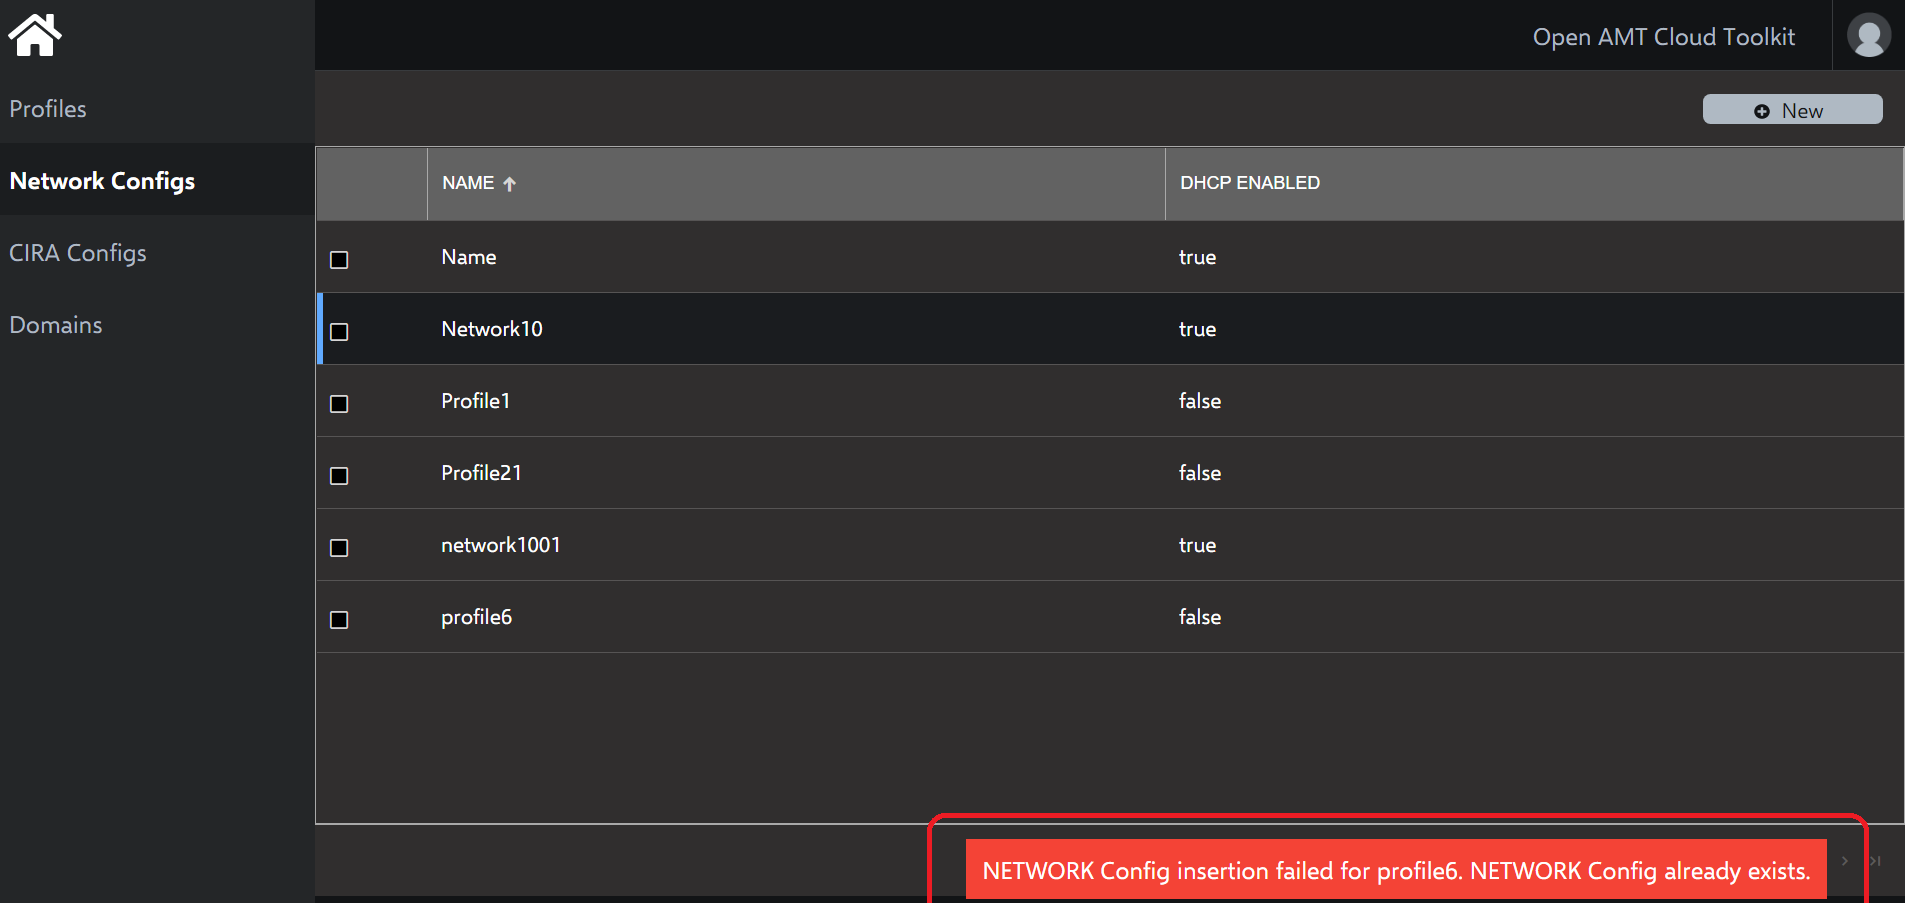 Open AMT Cloud Toolkit
Profiles
New
Network Configs
NAME
DHCP ENABLED
CIRA Configs
Name true
Domains
Network10 true
Profile1 false
Profile21 false
network1001 true
profile6 false
NETWORK Config insertion failed for profile6. NETWORK Config already exists.